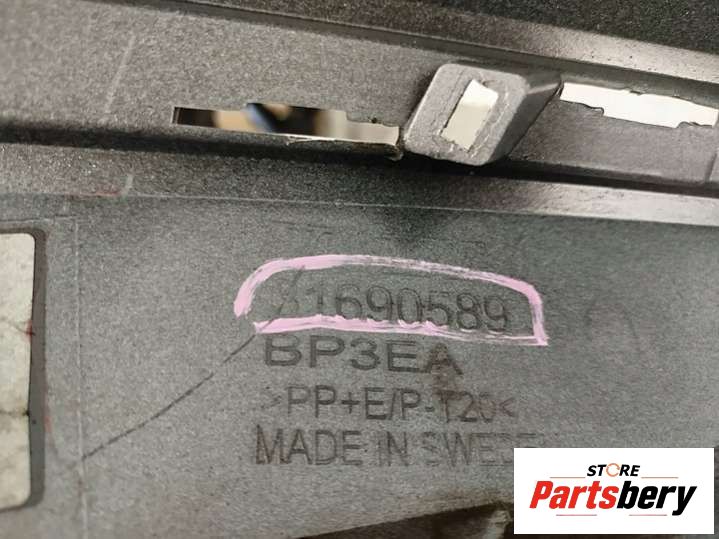 31690589
BP3EA
>PP+E/P-T20<
MADE IN SWEDE
STORE
Partsbery